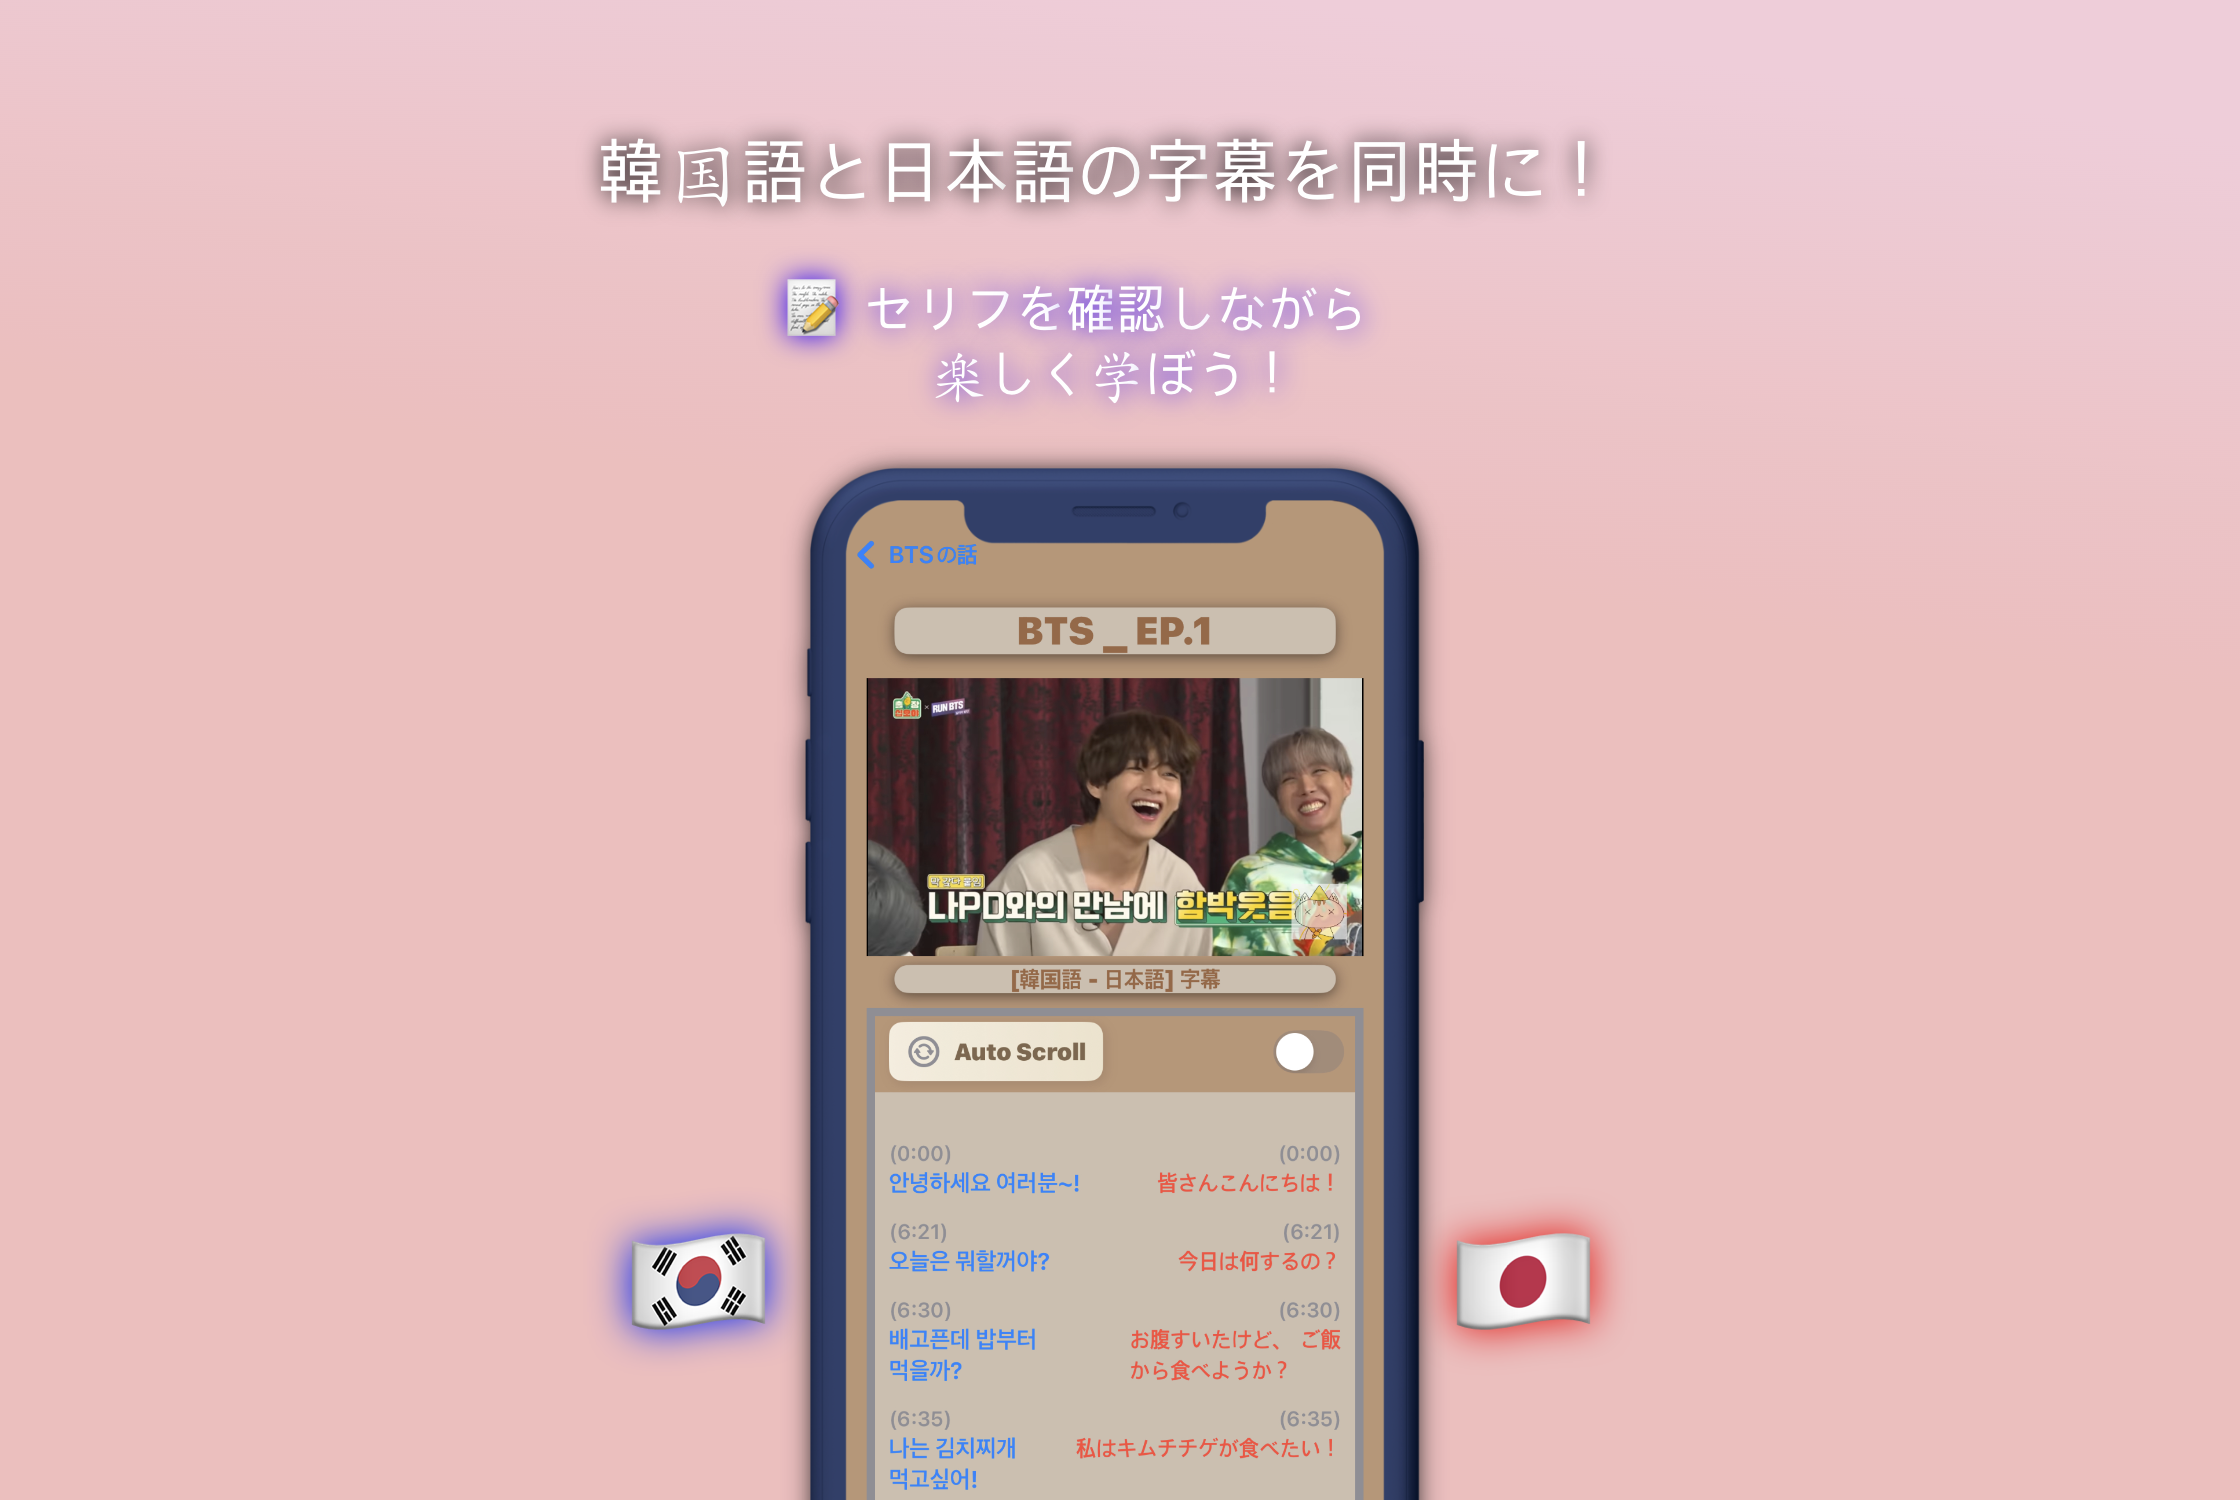 韓国語と日本語の字幕を同時に！
セリフを確認しながら
楽しく学ぼう！
BTSの話
BTS _ EP.1
RUN BTS
나PD와의 만남에 함박웃음
[韓国語 - 日本語] 字幕
Auto Scroll
(0:00)
안녕하세요 여러분~!
(0:00)
皆さんこんにちは！
(6:21)
오늘은 뭐할꺼야?
(6:21)
今日は何するの？
(6:30)
배고픈데 밥부터
먹을까?
(6:30)
お腹すいたけど、 ご飯
から食べようか？
(6:35)
나는 김치찌개
먹고싶어!
(6:35)
私はキムチチゲが食べたい！